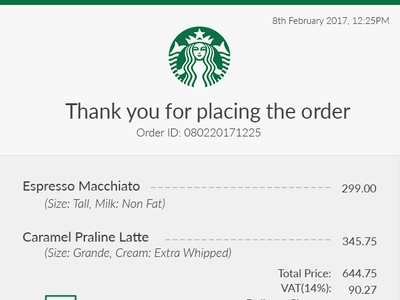 8th February 2017, 12:25PM
Thank you for placing the order
Order ID: 080220171225
Espresso Macchiato 299.00
(Size: Tall, Milk: Non Fat)
Caramel Praline Latte 345.75
(Size: Grande, Cream: Extra Whipped)
Total Price: 644.75
VAT(14%): 90.27